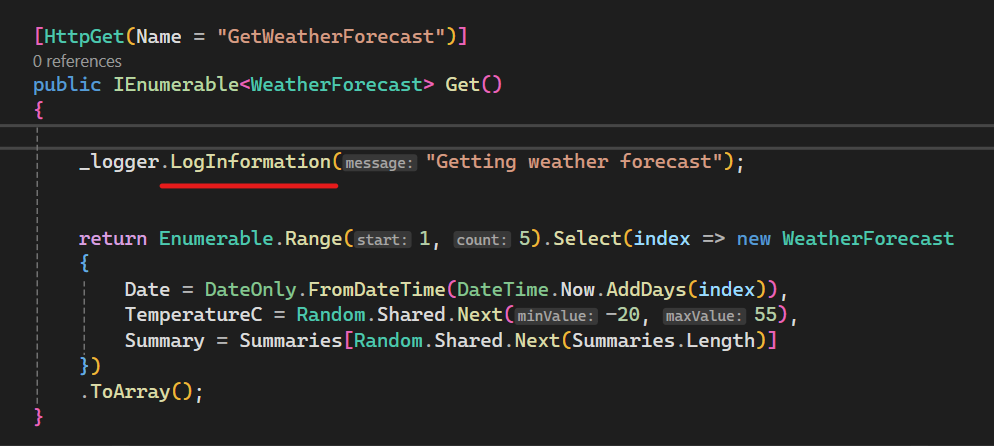 [HttpGet(Name = "GetWeatherForecast")]
0 references
public IEnumerable<WeatherForecast> Get()
{
_logger.LogInformation(message: "Getting weather forecast");
return Enumerable.Range(start: 1, count: 5).Select(index => new WeatherForecast
{
Date = DateOnly.FromDateTime(DateTime.Now.AddDays(index)),
TemperatureC = Random.Shared.Next(minValue: -20, maxValue: 55),
Summary = Summaries[Random.Shared.Next(Summaries.Length)]
})
.ToArray();
}